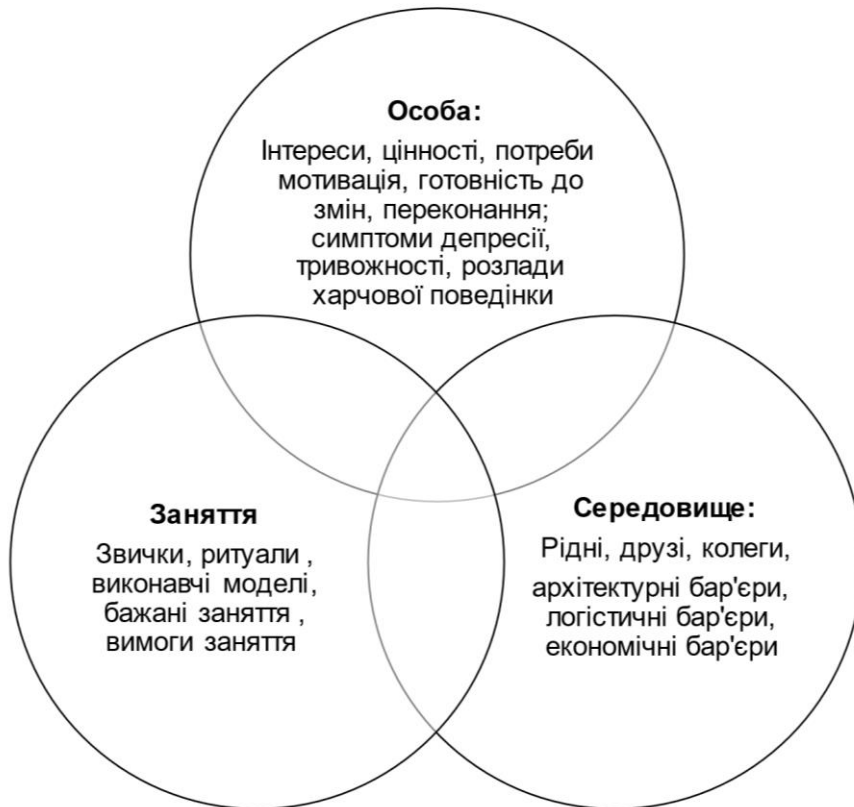 Особа:
Інтереси, цінності, потреби
мотивація, готовність до
змін, переконання;
симптоми депресії,
тривожності, розлади
харчової поведінки
Заняття
Звички, ритуали ,
виконавчі моделі,
бажані заняття ,
вимоги заняття
Середовище:
Рідні, друзі, колеги,
архітектурні бар'єри,
логістичні бар'єри,
економічні бар'єри